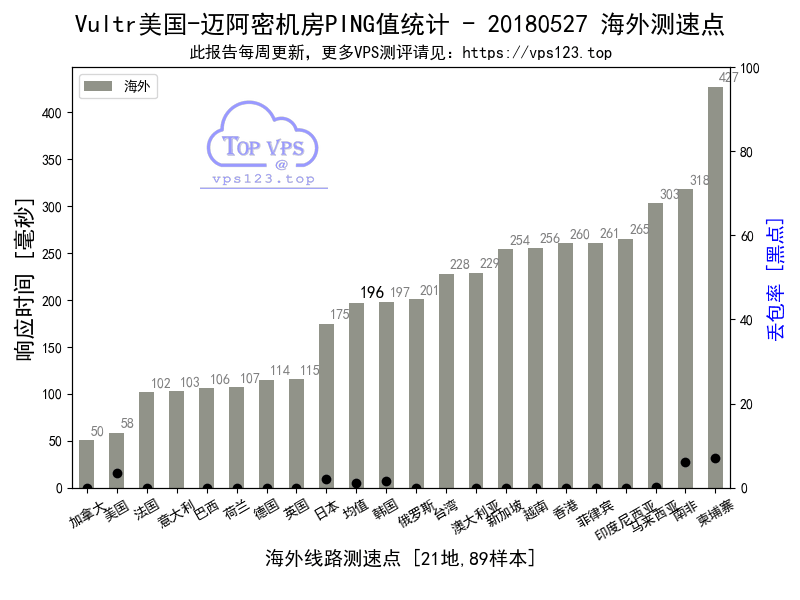 Vultr美国-迈阿密机房PING值统计 - 20180527 海外测速点
此报告每周更新, 更多VPS测评请见: https://vps123.top
海外
TOP VPS
@
vps123.top
响应时间 [毫秒]
400
350
300
250
200
150
100
50
0
50
58
102
103
106
107
114
115
175
196
197
201
228
229
254
256
260
261
265
303
318
427
100
80
60
40
20
0
丢包率 [黑点]
加拿大
美国
法国
意大利
巴西
荷兰
德国
英国
日本
均值
韩国
俄罗斯
台湾
澳大利亚
新加坡
越南
香港
菲律宾
印度尼西亚
马来西亚
南非
柬埔寨
海外线路测速点 [21地,89样本]